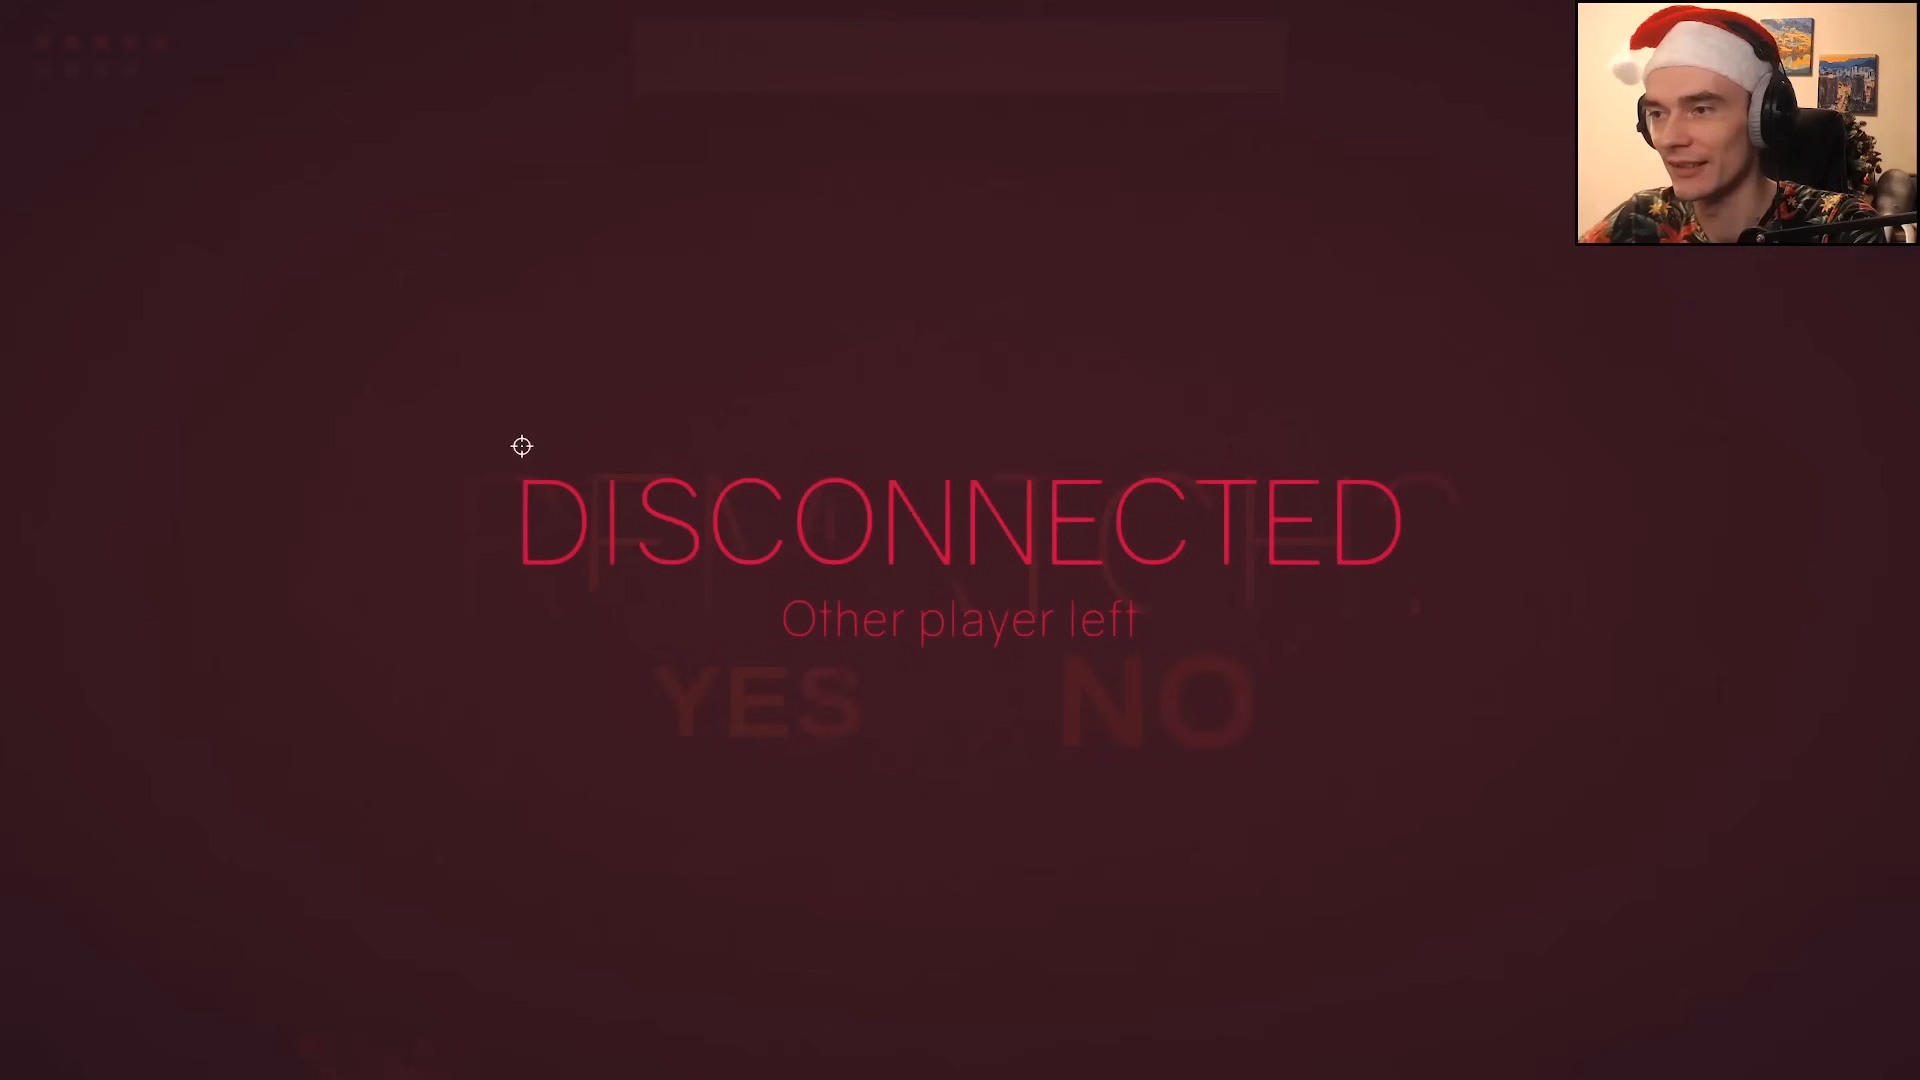 DISCONNECTED
Other player left
YES NO